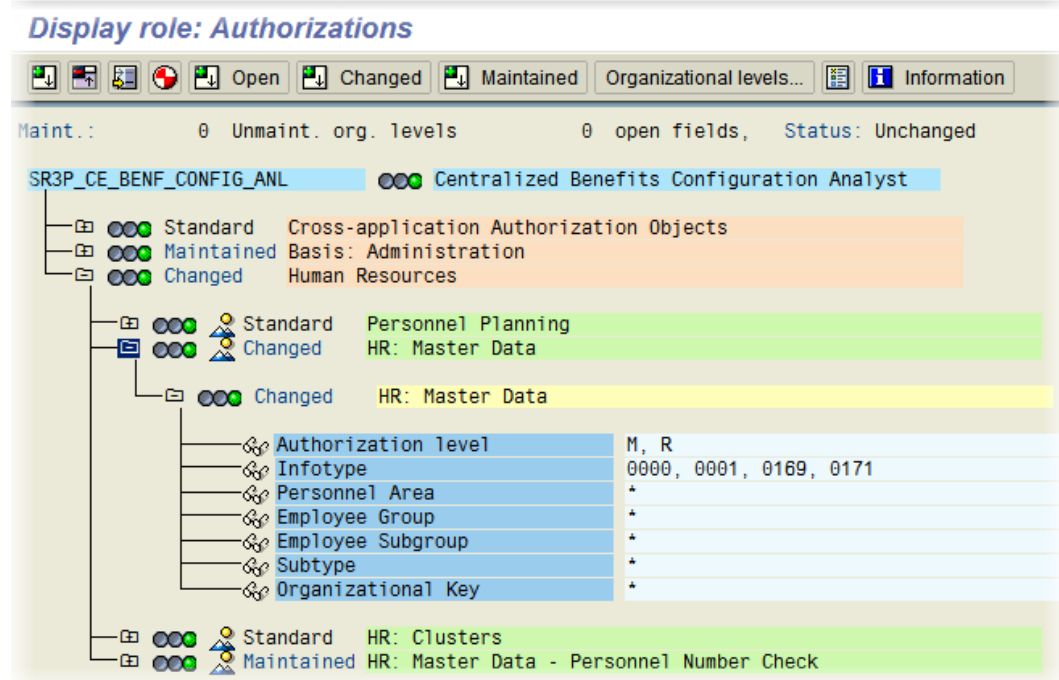 Display role: Authorizations
Open Changed Maintained Organizational levels... Information
Maint.: 0 Unmaint. org. levels 0 open fields, Status: Unchanged
SR3P_CE_BENF_CONFIG_ANL Centralized Benefits Configuration Analyst
Standard Cross-application Authorization Objects
Maintained Basis: Administration
Changed Human Resources
Standard Personnel Planning
Changed HR: Master Data
Changed HR: Master Data
Authorization level M, R
Infotype 0000, 0001, 0169, 0171
Personnel Area *
Employee Group *
Employee Subgroup *
Subtype *
Organizational Key *
Standard HR: Clusters
Maintained HR: Master Data - Personnel Number Check